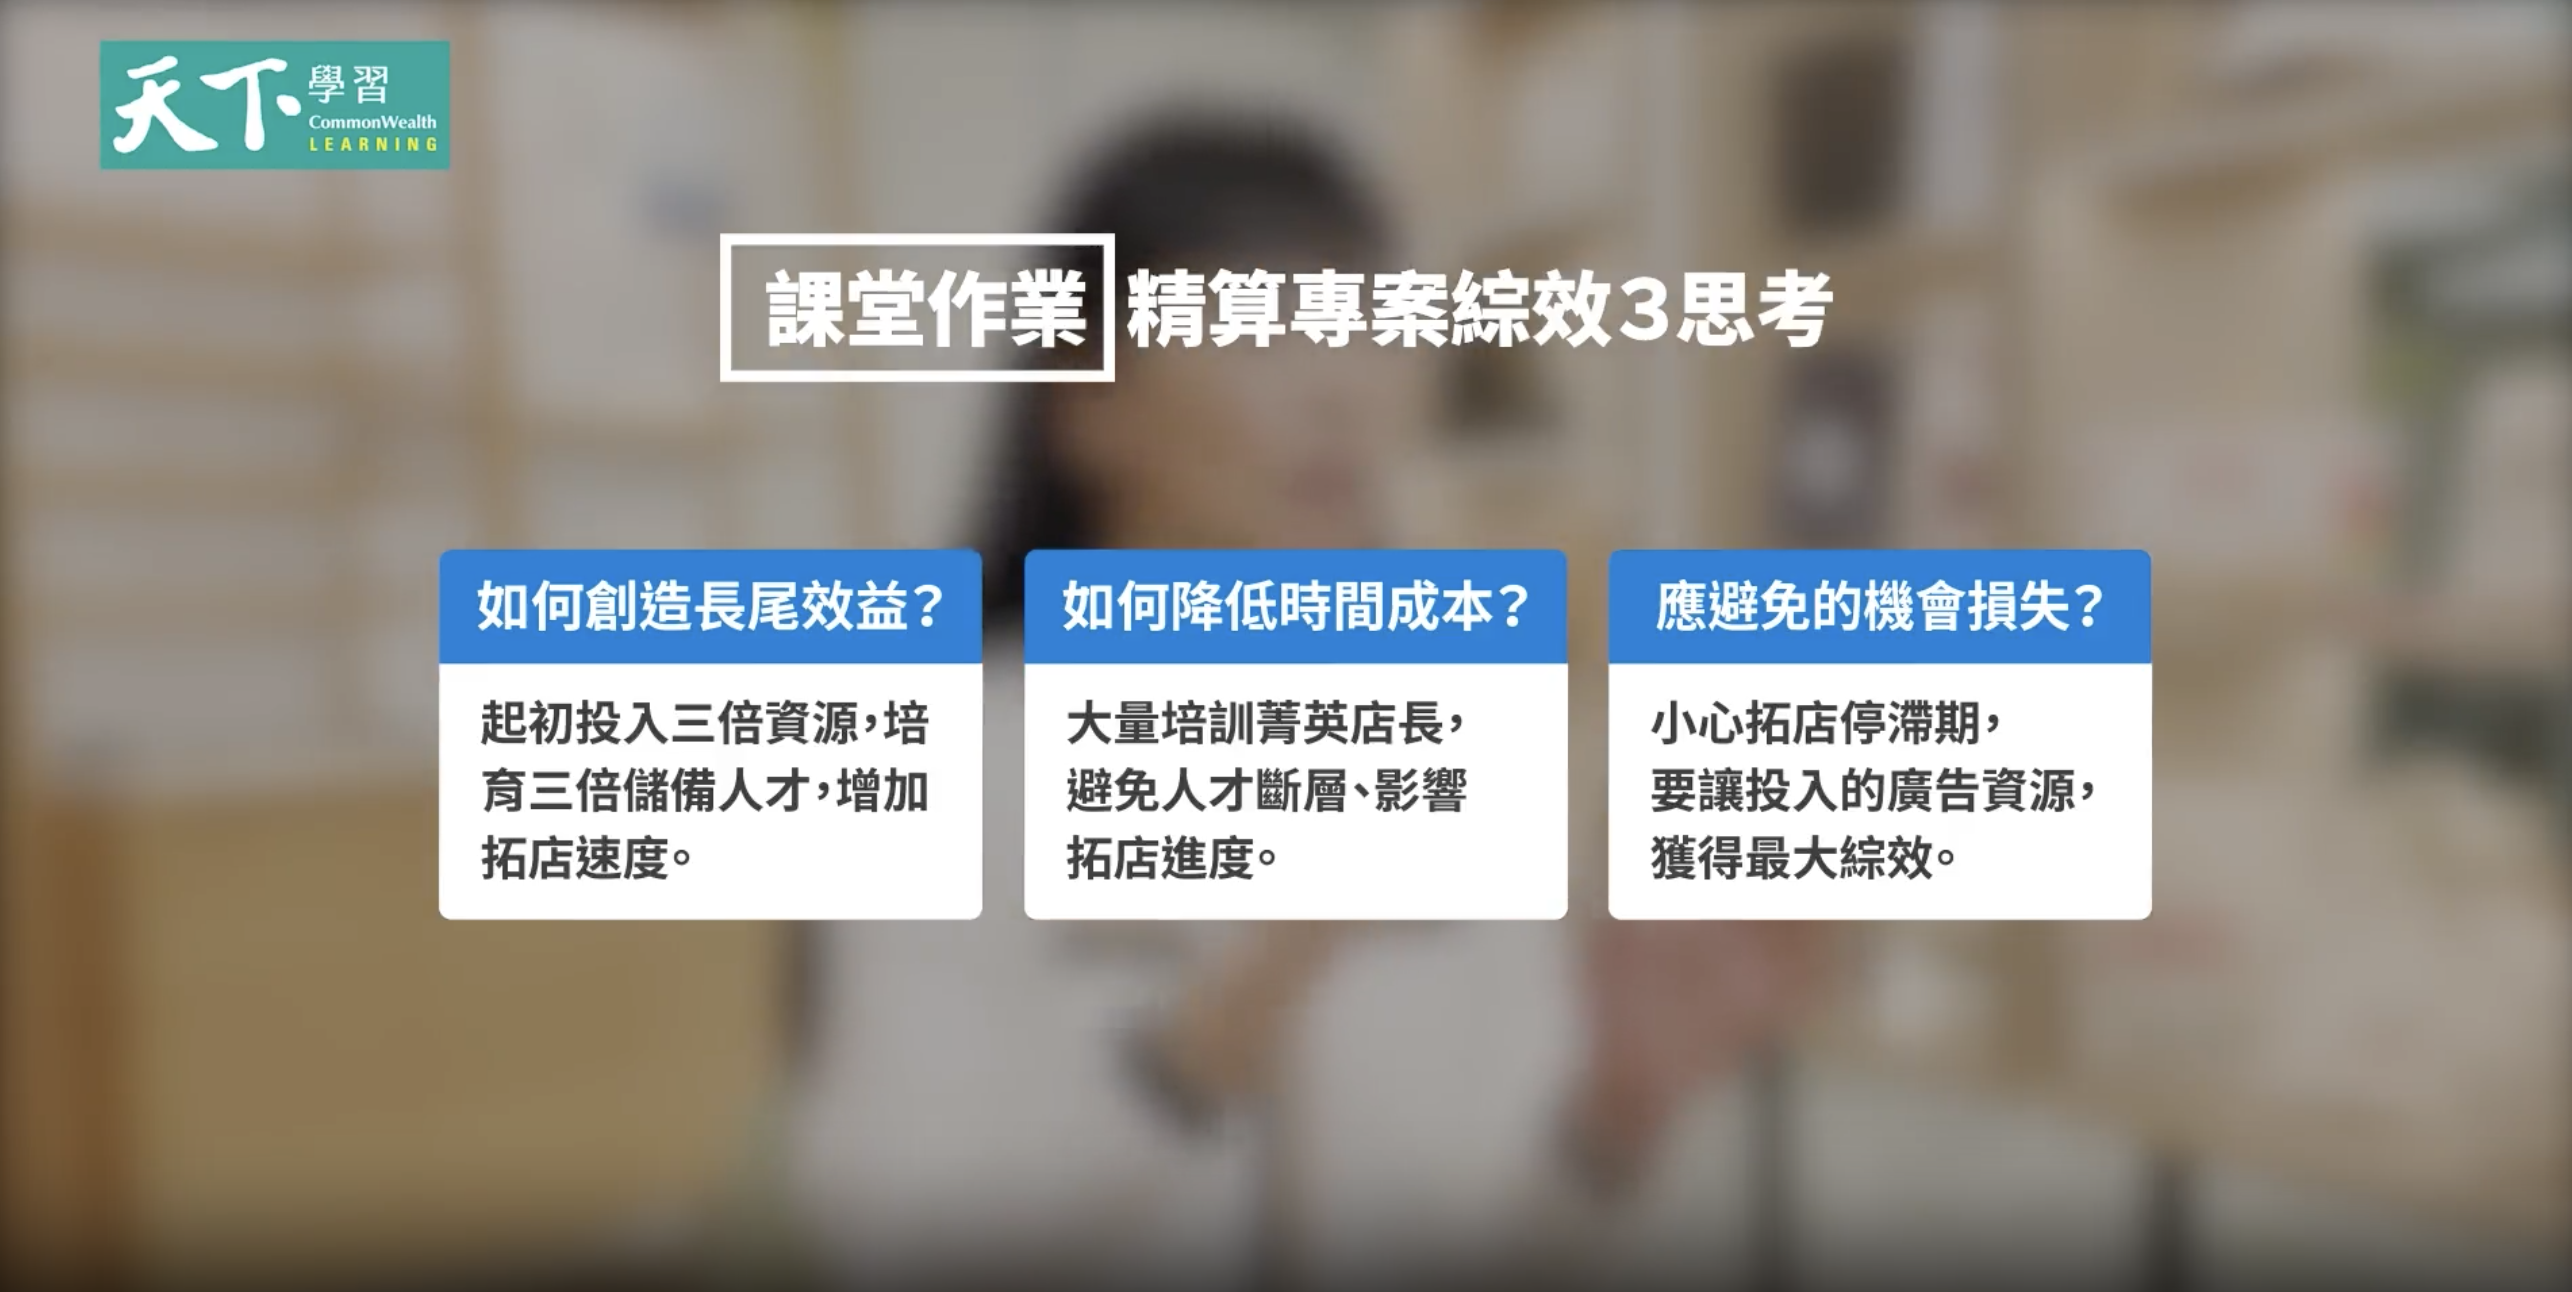 天下學習
CommonWealth
LEARNING
課堂作業 精算專案綜效3思考
如何創造長尾效益？
起初投入三倍資源，培
育三倍儲備人才，增加
拓店速度。
如何降低時間成本？
大量培訓菁英店長，
避免人才斷層、影響
拓店進度。
應避免的機會損失？
小心拓店停滯期，
要讓投入的廣告資源，
獲得最大綜效。